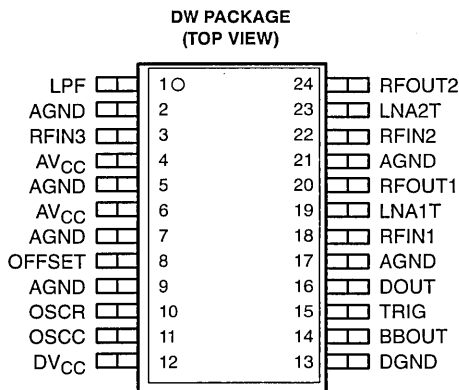 DW PACKAGE
(TOP VIEW)
LPF 1 24 RFOUT2
AGND 2 23 LNA2T
RFIN3 3 22 RFIN2
AVCC 4 21 AGND
AGND 5 20 RFOUT1
AVCC 6 19 LNA1T
AGND 7 18 RFIN1
OFFSET 8 17 AGND
AGND 9 16 DOUT
OSCR 10 15 TRIG
OSCC 11 14 BBOUT
DVCC 12 13 DGND